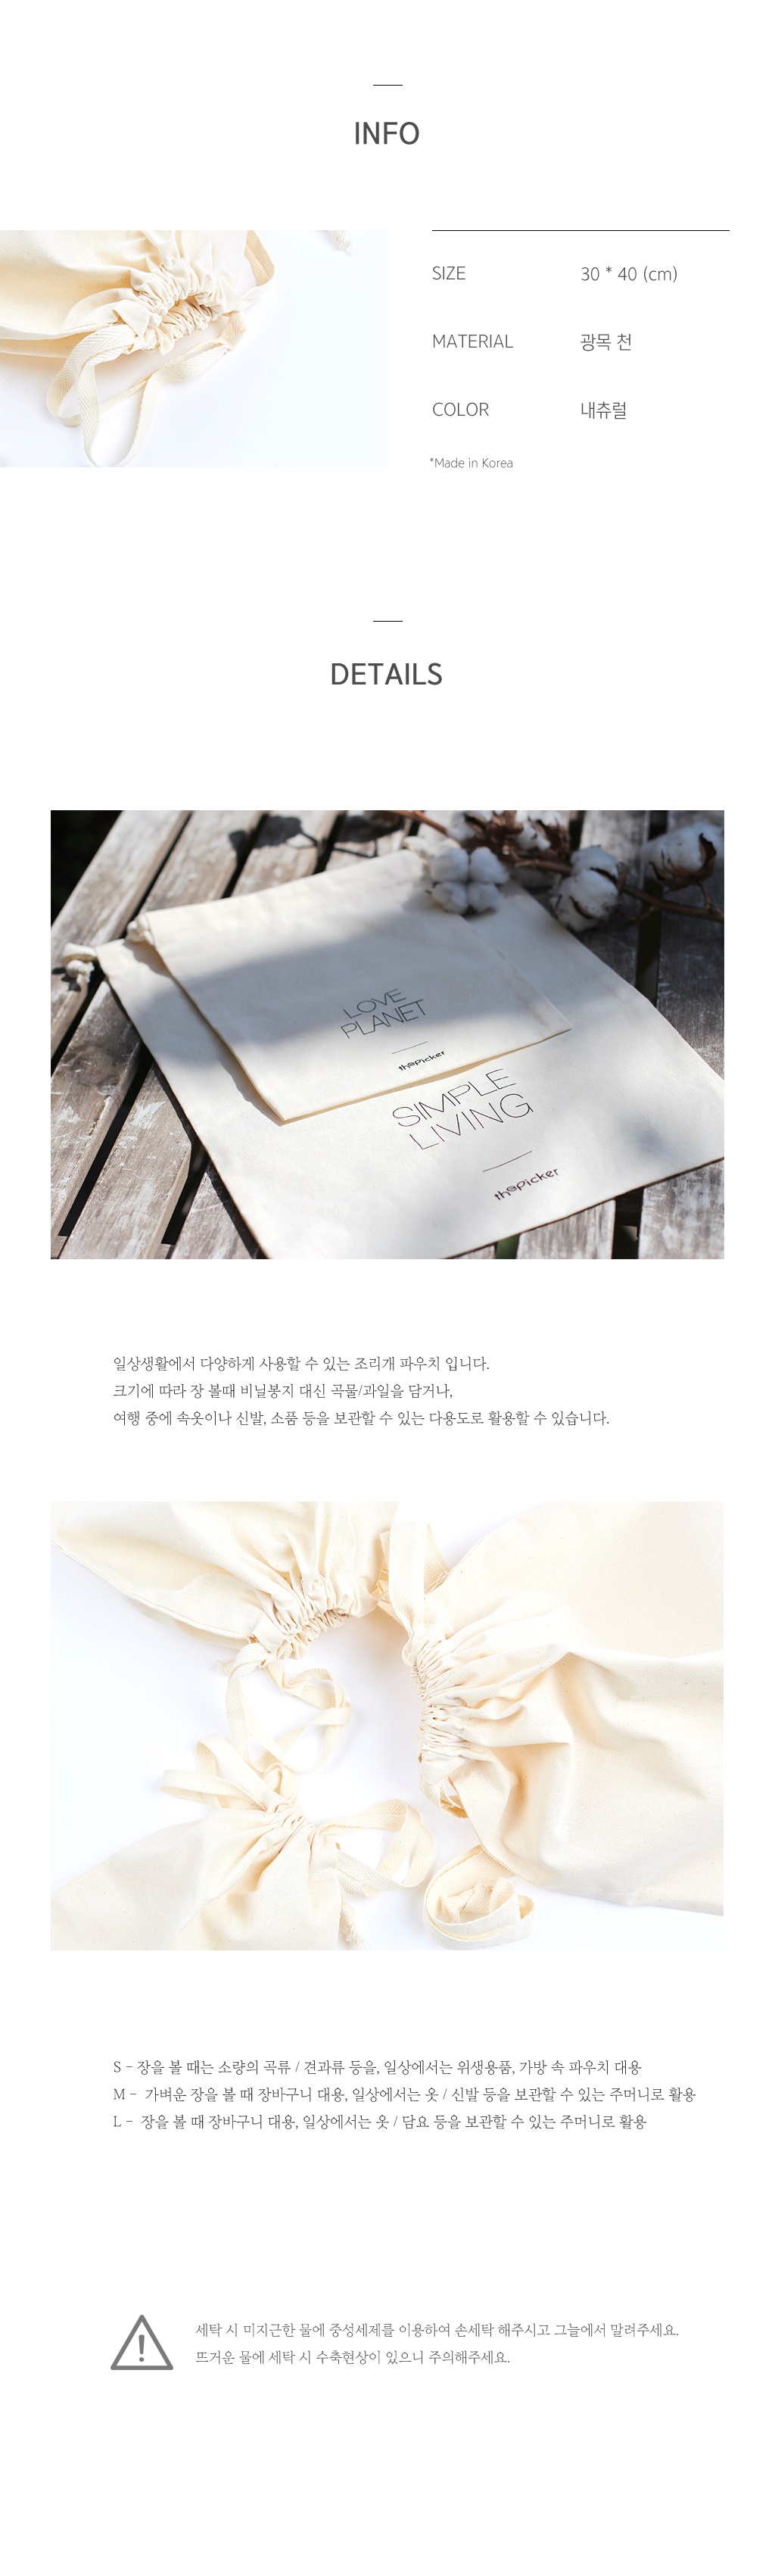 INFO
SIZE 30 * 40 (cm)
MATERIAL 광목 천
COLOR 내츄럴
*Made in Korea
DETAILS
LOVE
PLANET
thepicker
SIMPLE
LIVING
thepicker
일상생활에서 다양하게 사용할 수 있는 조리개 파우치 입니다.
크기에 따라 장 볼때 비닐봉지 대신 곡물/과일을 담거나,
여행 중에 속옷이나 신발, 소품 등을 보관할 수 있는 다용도로 활용할 수 있습니다.
S - 장을 볼 때는 소량의 곡류 / 견과류 등을, 일상에서는 위생용품, 가방 속 파우치 대용
M - 가벼운 장을 볼 때 장바구니 대용, 일상에서는 옷 / 신발 등을 보관할 수 있는 주머니로 활용
L - 장을 볼 때 장바구니 대용, 일상에서는 옷 / 담요 등을 보관할 수 있는 주머니로 활용
세탁 시 미지근한 물에 중성세제를 이용하여 손세탁 해주시고 그늘에서 말려주세요.
뜨거운 물에 세탁 시 수축현상이 있으니 주의해주세요.